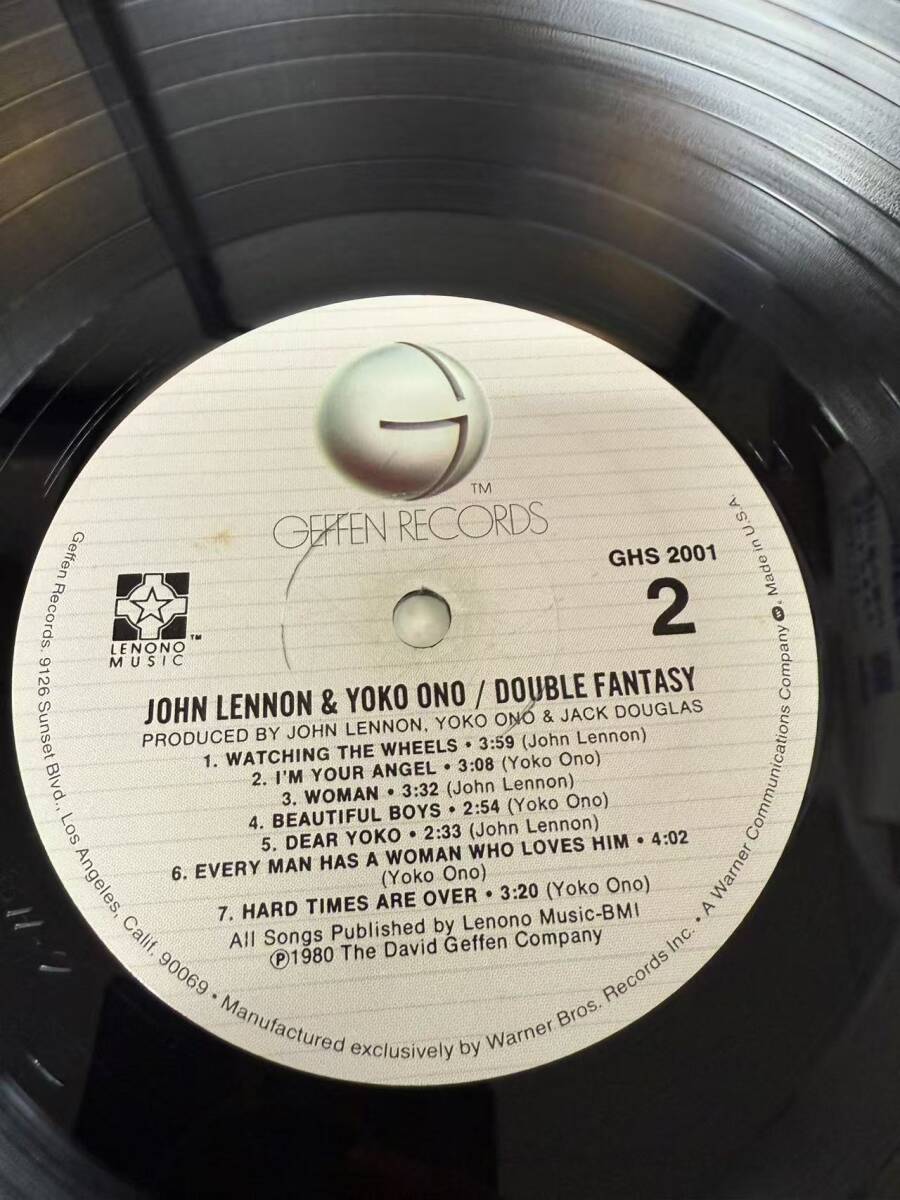 TM
GEFFEN RECORDS
GHS 2001
2
LENONO™
MUSIC
JOHN LENNON & YOKO ONO / DOUBLE FANTASY
PRODUCED BY JOHN LENNON, YOKO ONO & JACK DOUGLAS
1. WATCHING THE WHEELS • 3:59 (John Lennon)
2. I'M YOUR ANGEL • 3:08 (Yoko Ono)
3. WOMAN • 3:32 (John Lennon)
4. BEAUTIFUL BOYS • 2:54 (Yoko Ono)
5. DEAR YOKO • 2:33 (John Lennon)
6. EVERY MAN HAS A WOMAN WHO LOVES HIM • 4:02
(Yoko Ono)
7. HARD TIMES ARE OVER • 3:20 (Yoko Ono)
All Songs Published by Lenono Music-BMI
℗1980 The David Geffen Company
Geffen Records. 9126 Sunset Blvd., Los Angeles, Calif. 90069 • Manufactured exclusively by Warner Bros. Records Inc. • A Warner Communications Company W. Made in U.S.A.